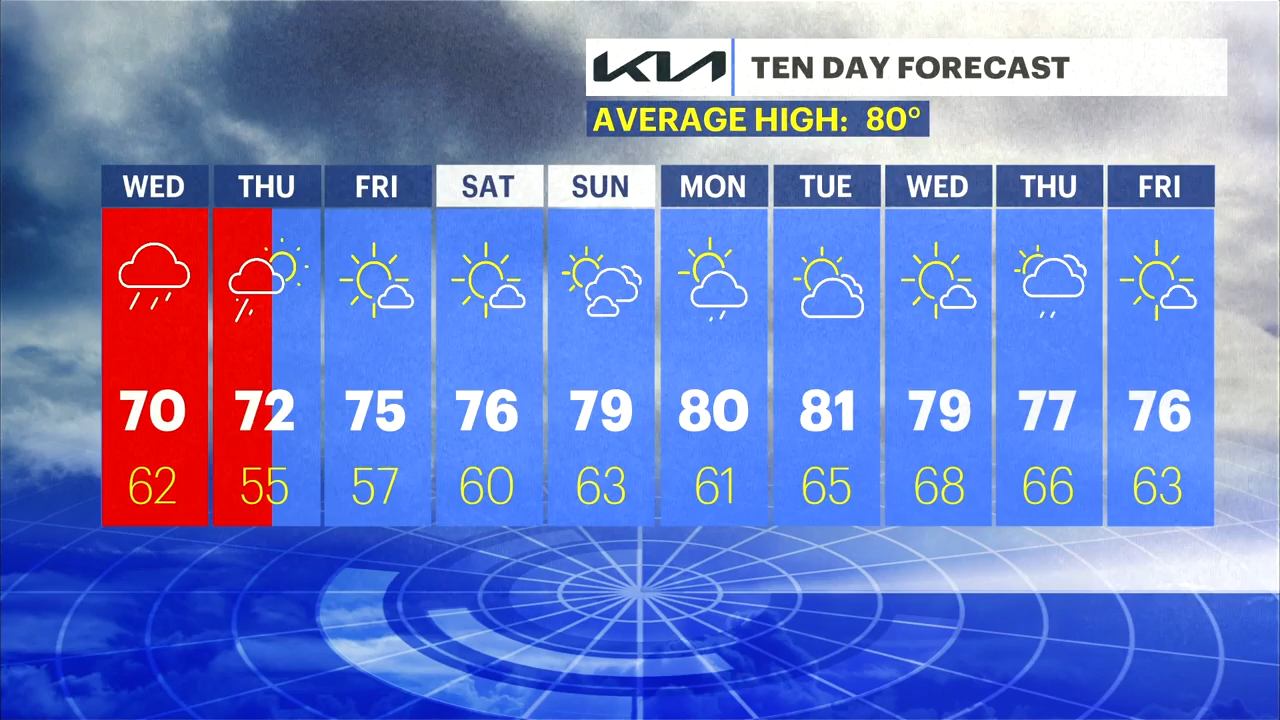 KIA TEN DAY FORECAST
AVERAGE HIGH: 80°
WED THU FRI SAT SUN MON TUE WED THU FRI
70 72 75 76 79 80 81 79 77 76
62 55 57 60 63 61 65 68 66 63